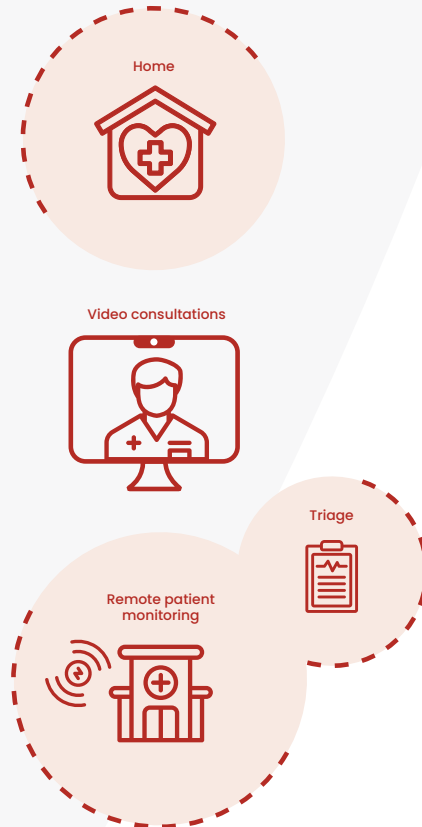 Home
Video consultations
Triage
Remote patient
monitoring